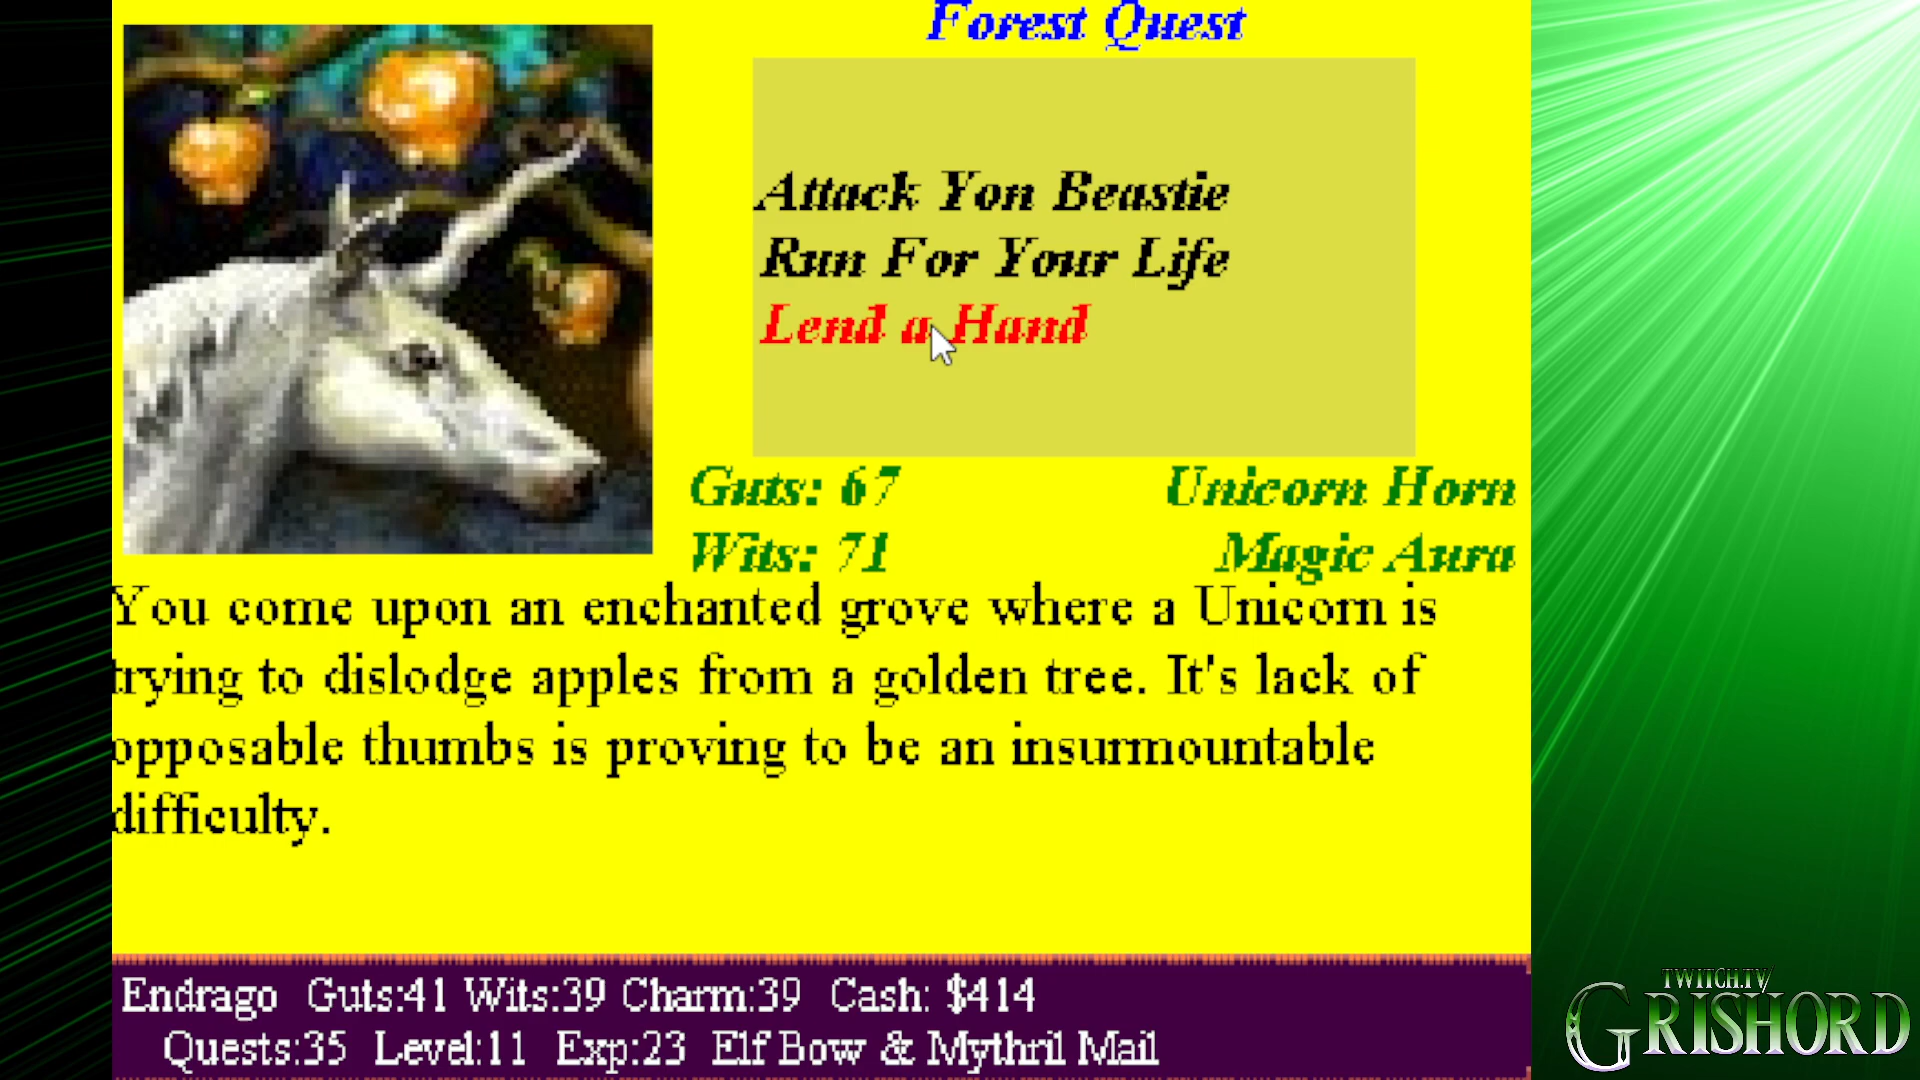 Forest Quest
Attack Yon Beastie
Run For Your Life
Lend a Hand
Guts: 67 Unicorn Horn
Wits: 71 Magic Aura
You come upon an enchanted grove where a Unicorn is
trying to dislodge apples from a golden tree. It's lack of
opposable thumbs is proving to be an insurmountable
difficulty.
Endrago Guts:41 Wits:39 Charm:39 Cash: $414
Quests:35 Level:11 Exp:23 Elf Bow & Mythril Mail
TWITCH.TV/
GRISHORD